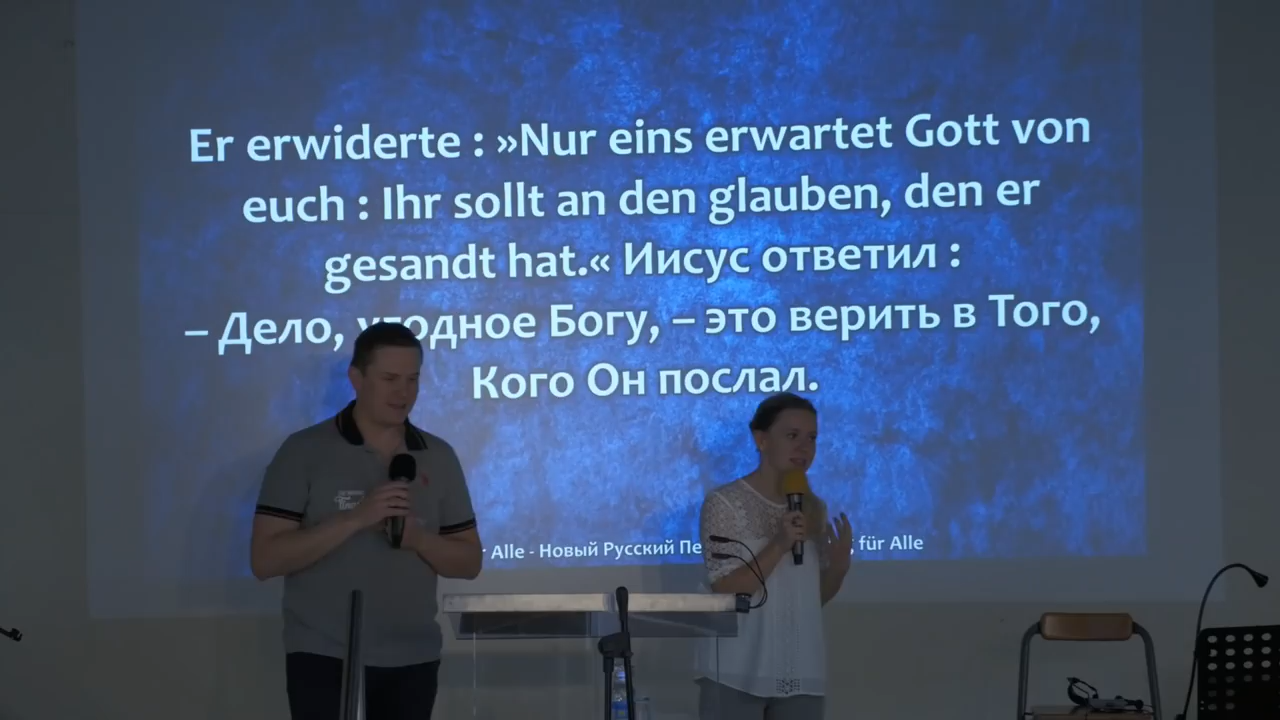 Er erwiderte : »Nur eins erwartet Gott von
euch : Ihr sollt an den glauben, den er
gesandt hat.« Иисус ответил :
– Дело, угодное Богу, – это верить в Того,
Кого Он послал.
Alle - Новый Русский für Alle